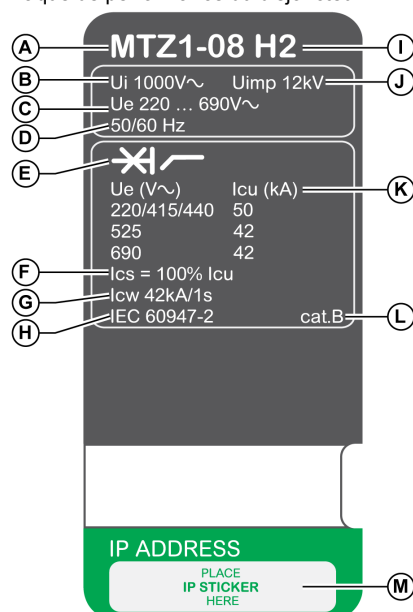 A MTZ1-08 H2 I
B Ui 1000V~ Uimp 12kV J
C Ue 220 ... 690V~
D 50/60 Hz
E
Ue (V~) Icu (kA) K
220/415/440 50
525 42
690 42
F Ics = 100% Icu
G Icw 42kA/1s
H IEC 60947-2 cat.B L
IP ADDRESS
PLACE
IP STICKER M
HERE